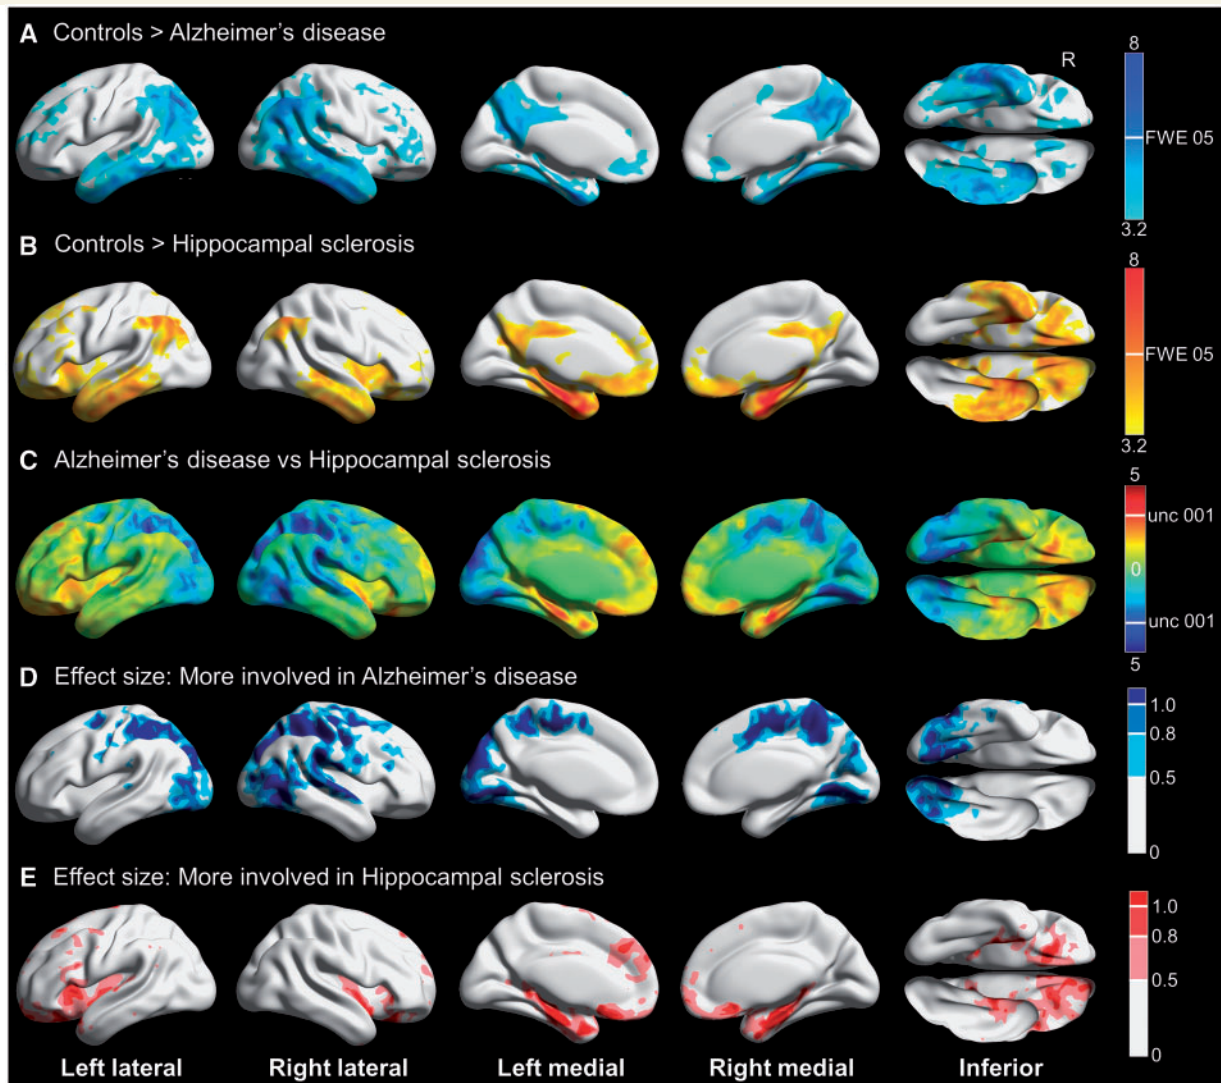 A Controls > Alzheimer's disease
8
R
FWE 05
3.2
B Controls > Hippocampal sclerosis
8
FWE 05
3.2
C Alzheimer's disease vs Hippocampal sclerosis
5
unc 001
0
unc 001
5
D Effect size: More involved in Alzheimer's disease
1.0
0.8
0.5
0
E Effect size: More involved in Hippocampal sclerosis
1.0
0.8
0.5
0
Left lateral Right lateral Left medial Right medial Inferior